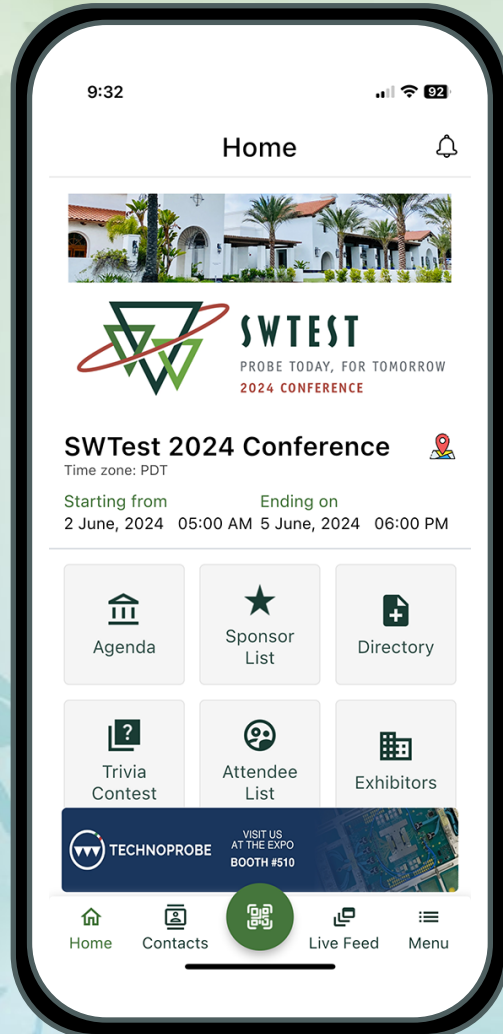 9:32
92
Home
SWTEST
PROBE TODAY, FOR TOMORROW
2024 CONFERENCE
SWTest 2024 Conference
Time zone: PDT
Starting from Ending on
2 June, 2024 05:00 AM 5 June, 2024 06:00 PM
Agenda
Sponsor
List
Directory
?
Trivia
Contest
Attendee
List
Exhibitors
TECHNOPROBE
VISIT US
AT THE EXPO
BOOTH #510
Home Contacts Live Feed Menu